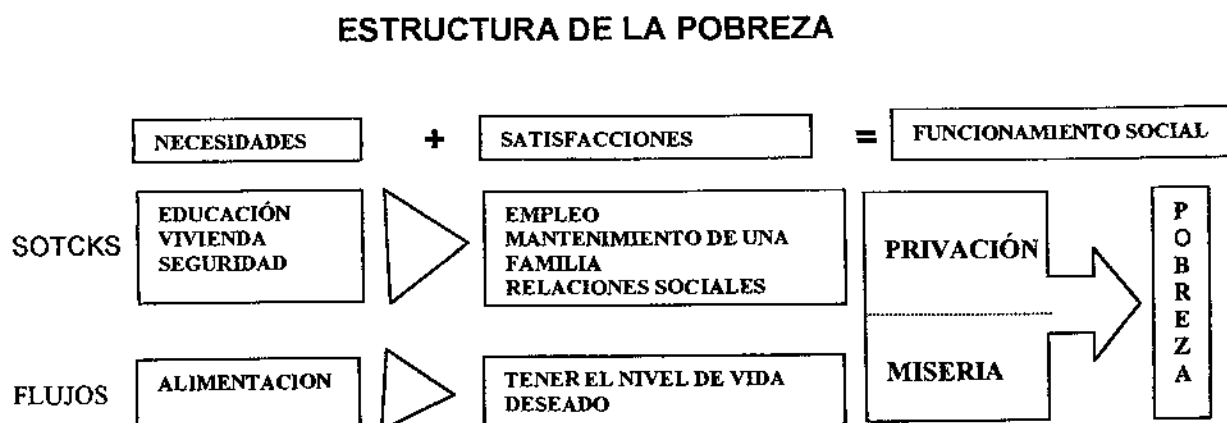 ESTRUCTURA DE LA POBREZA
NECESIDADES + SATISFACCIONES = FUNCIONAMIENTO SOCIAL
SOTCKS
EDUCACIÓN
VIVIENDA
SEGURIDAD
EMPLEO
MANTENIMIENTO DE UNA
FAMILIA
RELACIONES SOCIALES
PRIVACIÓN
FLUJOS
ALIMENTACION
TENER EL NIVEL DE VIDA
DESEADO
MISERIA
POBREZA